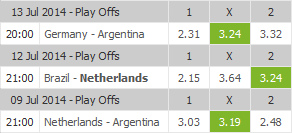 13 Jul 2014 - Play Offs 1 X 2
20:00 Germany - Argentina 2.31 3.24 3.32
12 Jul 2014 - Play Offs 1 X 2
21:00 Brazil - Netherlands 2.15 3.64 3.24
09 Jul 2014 - Play Offs 1 X 2
21:00 Netherlands - Argentina 3.03 3.19 2.48